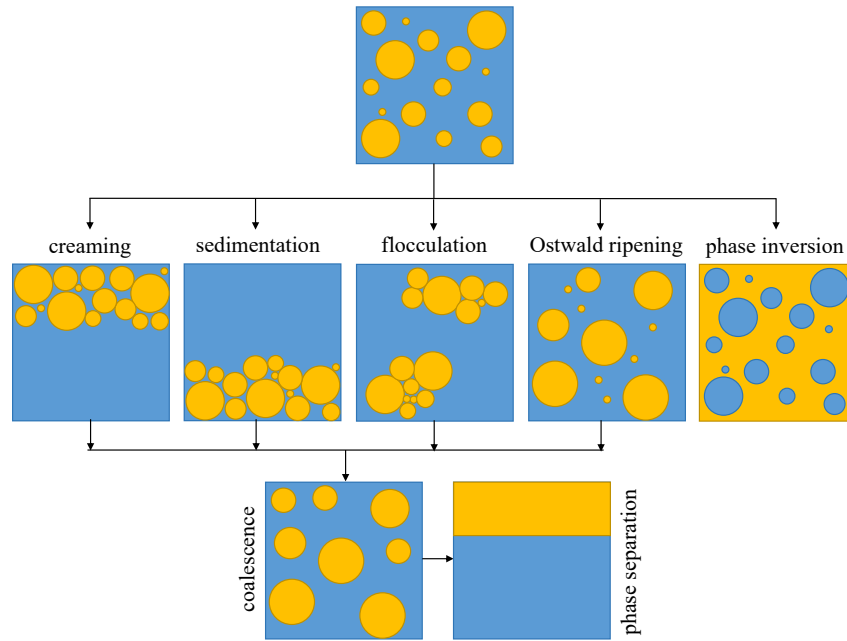 creaming
sedimentation
flocculation
Ostwald ripening
phase inversion
coalescence
phase separation